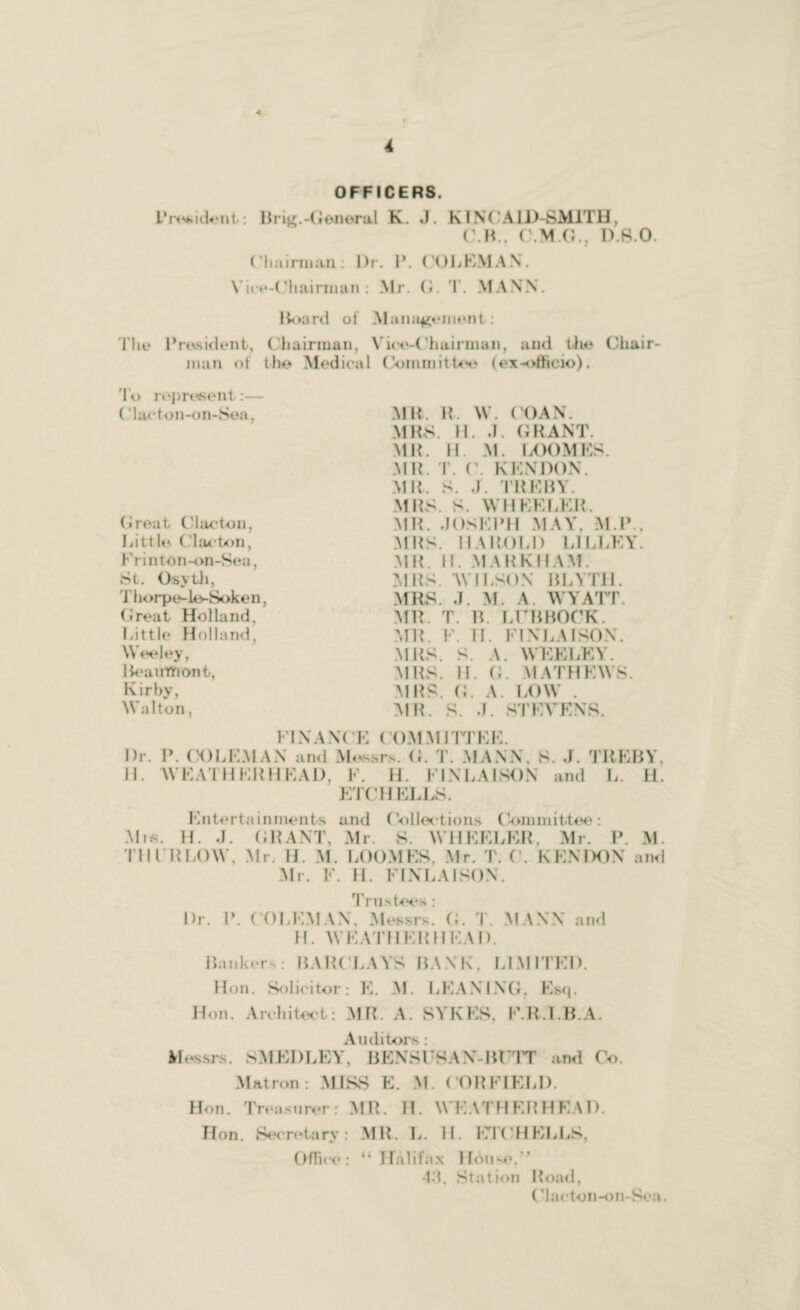 4
OFFICERS.
President: Brig.-General K. J. KINCAID-SMITH,
C.B., C.M.G., D.S.O.
Chairman: Dr. P. COLEMAN.
Vice-Chairman: Mr. G. T. MANN.
Board of Management:
The President, Chairman, Vice-Chairman, and the Chair-
man of the Medical Committee (ex-officio).
To represent:—
Clacton-on-Sea, MR. R. W. COAN.
MRS. H. J. GRANT.
MR. H. M. LOOMES.
MR. T. C. KENDON.
MR. S. J. TREBY.
MRS. S. WHEELER.
Great Clacton, MR. JOSEPH MAY, M.P.,
Little Clacton, MRS. HAROLD LILLEY.
Frinton-on-Sea, MR. H. MARKHAM.
St. Osyth, MRS. WILSON BLYTH.
Thorpe-le-Soken, MRS. J. M. A. WYATT.
Great Holland, MR. T. B. LUBBOCK.
Little Holland, MR. F. H. FINLAISON.
Weeley, MRS. S. A. WEELEY.
Beaumont, MRS. H. G. MATHEWS.
Kirby, MRS. G. A. LOW .
Walton, MR. S. J. STEVENS.
FINANCE COMMITTEE.
Dr. P. COLEMAN and Messrs. G. T. MANN, S. J. TREBY,
H. WEATHERHEAD, F. H. FINLAISON and L. H.
ETCHELLS.
Entertainments and Collections Committee:
Mrs. H. J. GRANT, Mr. S. WHEELER, Mr. P. M.
THURLOW, Mr. H. M. LOOMES, Mr. T. C. KENDON and
Mr. F. H. FINLAISON.
Trustees:
Dr. P. COLEMAN, Messrs. G. T. MANN and
H. WEATHERHEAD.
Bankers: BARCLAYS BANK, LIMITED.
Hon. Solicitor: E. M. LEANING, Esq.
Hon. Architect: MR. A. SYKES, F.R.I.B.A.
Auditors:
Messrs. SMEDLEY, BENSUSAN-BUTT and Co.
Matron: MISS E. M. CORFIELD.
Hon. Treasurer: MR. H. WEATHERHEAD.
Hon. Secretary: MR. L. H. ETCHELLS,
Office: "Halifax House,"
43, Station Road,
Clacton-on-Sea.